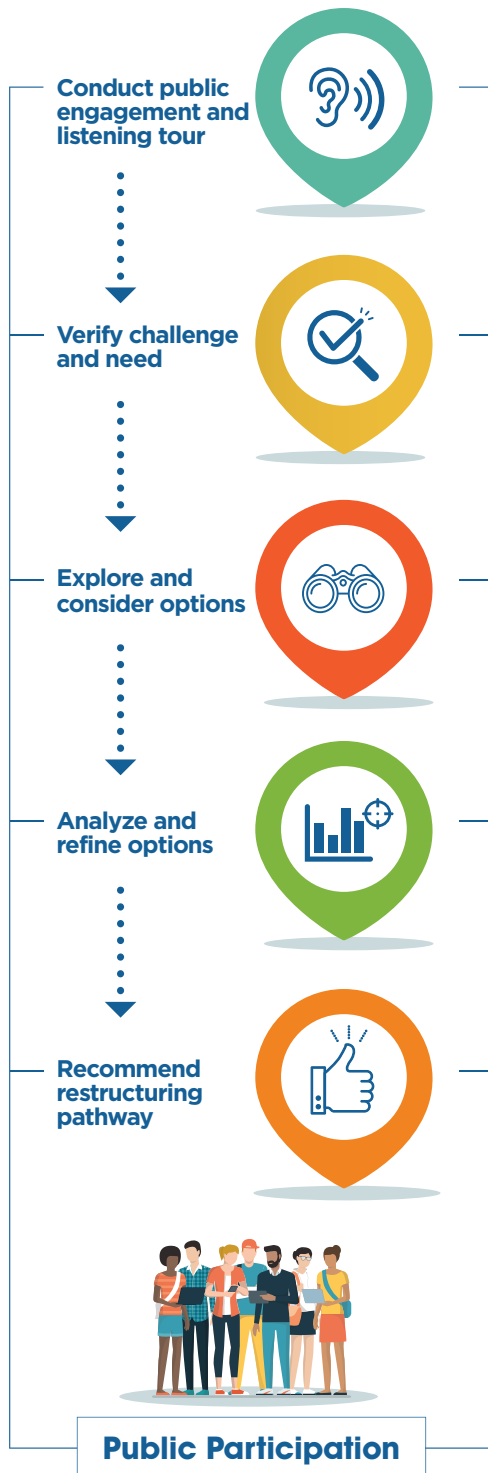 Conduct public
engagement and
listening tour
Verify challenge
and need
Explore and
consider options
Analyze and
refine options
Recommend
restructuring
pathway
Public Participation